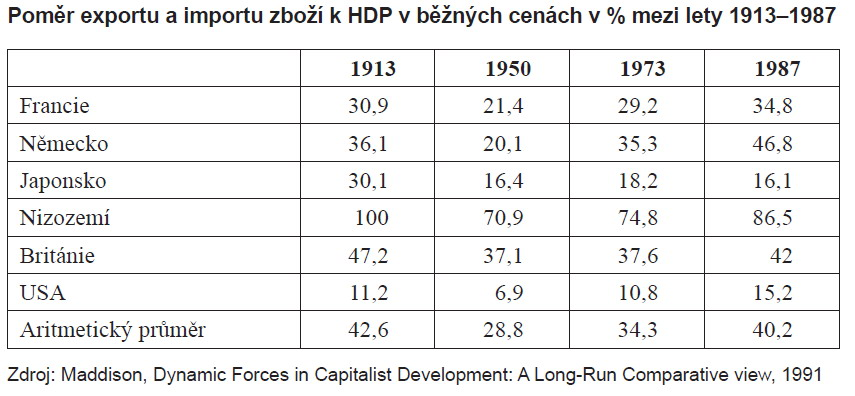 Poměr exportu a importu zboží k HDP v běžných cenách v % mezi lety 1913–1987
1913 1950 1973 1987
Francie 30,9 21,4 29,2 34,8
Německo 36,1 20,1 35,3 46,8
Japonsko 30,1 16,4 18,2 16,1
Nizozemí 100 70,9 74,8 86,5
Británie 47,2 37,1 37,6 42
USA 11,2 6,9 10,8 15,2
Aritmetický průměr 42,6 28,8 34,3 40,2
Zdroj: Maddison, Dynamic Forces in Capitalist Development: A Long-Run Comparative view, 1991